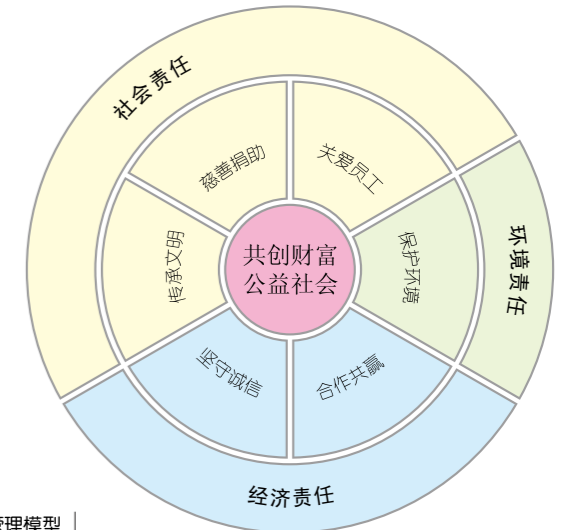 社会责任
慈善捐助
关爱员工
传承文明
共创财富
公益社会
保护环境
环境责任
坚守诚信
合作共赢
经济责任
管理模型